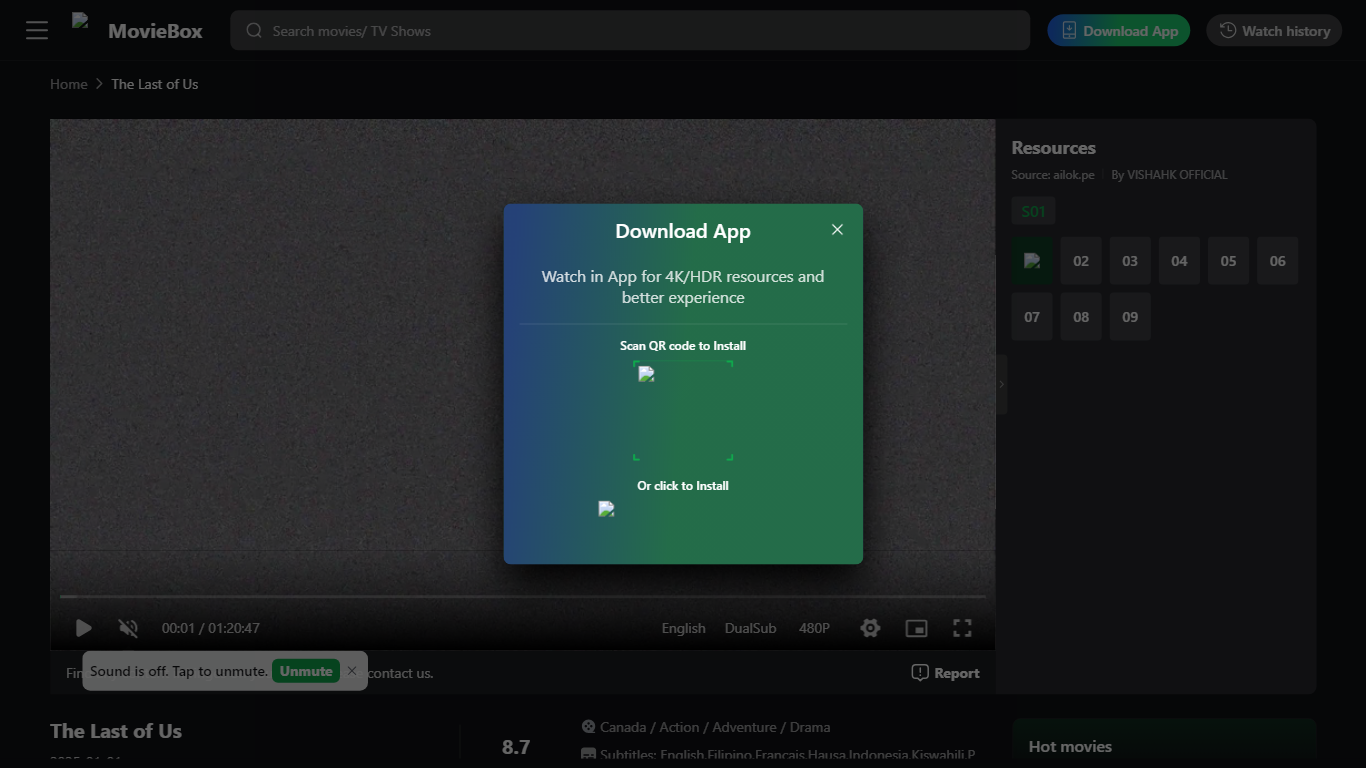 MovieBox
Search movies/ TV Shows
Download App
Watch history
Home > The Last of Us
Resources
Source: ailok.pe | By VISHAHK OFFICIAL
S01
02 03 04 05 06
07 08 09
Download App
Watch in App for 4K/HDR resources and
better experience
Scan QR code to Install
Or click to Install
00:01 / 01:20:47
English DualSub 480P
Sound is off. Tap to unmute. Unmute
contact us.
Report
The Last of Us
8.7
Canada / Action / Adventure / Drama
Subtitles: English,Filipino,Français,Hausa,Indonesia,Kiswahili,P
Hot movies